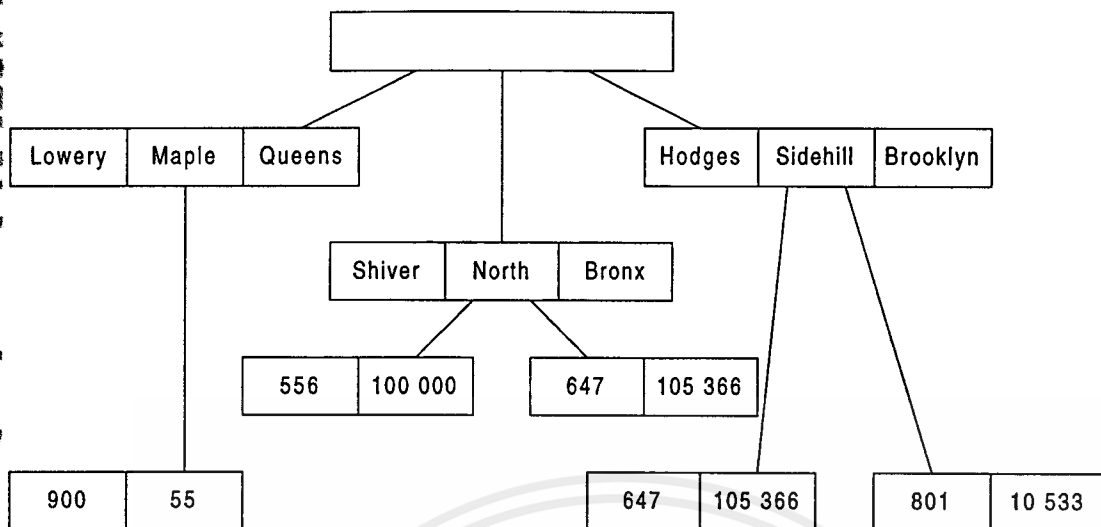 Lowery Maple Queens
Hodges Sidehill Brooklyn
Shiver North Bronx
556 100 000
647 105 366
900 55
647 105 366
801 10 533